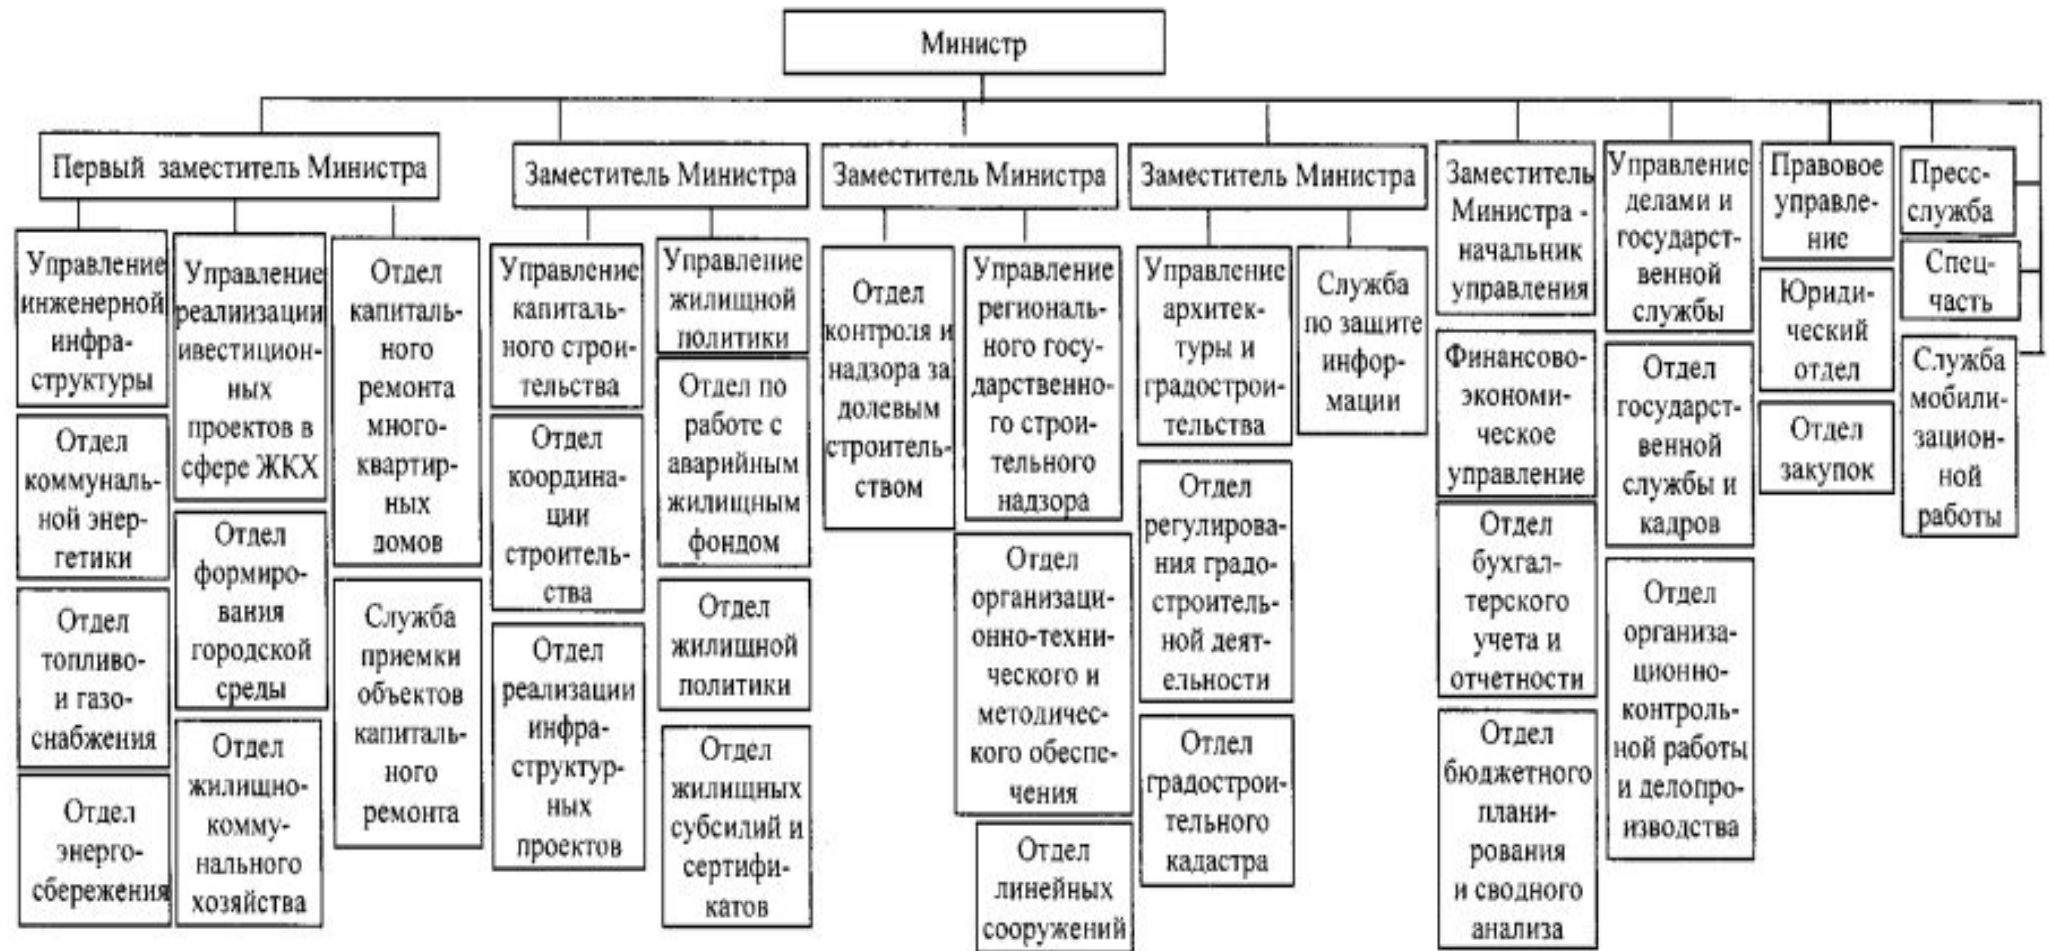 Министр
Первый заместитель Министра
Управление
инженерной
инфра-
структуры
Отдел
коммуналь-
ной энер-
гетики
Отдел
топливо-
и газо-
снабжения
Отдел
энерго-
сбережения
Управление
реалиизации
ивестицион-
ных
проектов в
сфере ЖКХ
Отдел
формиро-
вания
городской
среды
Отдел
жилищно-
комму-
нального
хозяйства
Отдел
капиталь-
ного
ремонта
много-
квартир-
ных
домов
Служба
приемки
объектов
капиталь-
ного
ремонта
Заместитель Министра
Управление
капиталь-
ного строи-
тельства
Отдел
координа-
ции
строитель-
ства
Отдел
реализации
инфра-
структур-
ных
проектов
Управление
жилищной
политики
Отдел по
работе с
аварийным
жилищным
фондом
Отдел
жилищной
политики
Отдел
жилищных
субсилий и
сертифи-
катов
Заместитель Министра
Отдел
контроля и
надзора за
долевым
строитель-
ством
Управление
региональ-
ного госу-
дарственно-
го строи-
тельного
надзора
Отдел
организаци-
онно-техни-
ческого и
методичес-
кого обеспе-
чения
Отдел
линейных
сооружений
Заместитель Министра
Управление
архитек-
туры и
градострои-
тельства
Отдел
регулирова-
ния градо-
строитель-
ной деят-
ельности
Отдел
градострои-
тельного
кадастра
Служба
по защите
инфор-
мации
Заместитель
Министра -
начальник
управления
Финансово-
экономи-
ческое
управление
Отдел
бухгал-
терского
учета и
отчетности
Отдел
бюджетного
плани-
рования
и сводного
анализа
Управление
делами и
государст-
венной
службы
Отдел
государст-
венной
службы и
кадров
Отдел
организа-
ционно-
контроль-
ной работы
и делопро-
изводства
Правовое
управле-
ние
Юриди-
ческий
отдел
Отдел
закупок
Пресс-
служба
Спец-
часть
Служба
мобили-
зацион-
ной
работы